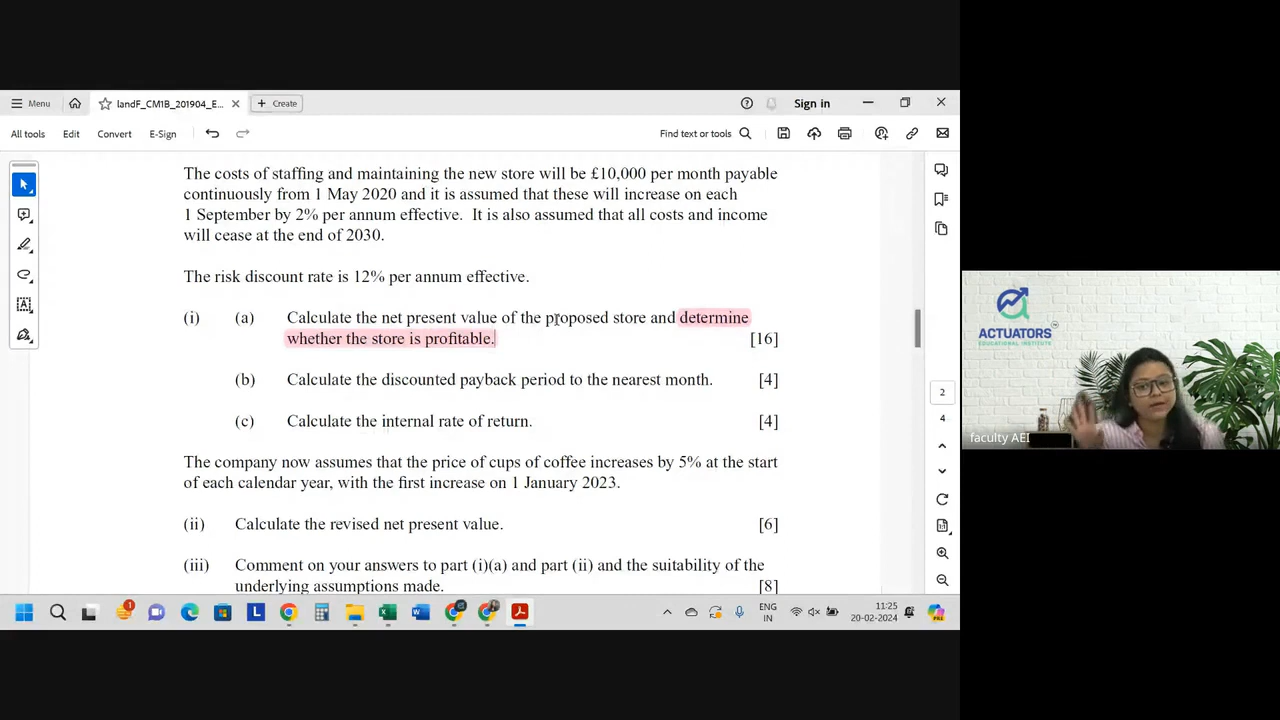 Menu
landF_CM1B_201904_E...
Create
Sign in
All tools
Edit
Convert
E-Sign
Find text or tools
The costs of staffing and maintaining the new store will be £10,000 per month payable
continuously from 1 May 2020 and it is assumed that these will increase on each
1 September by 2% per annum effective. It is also assumed that all costs and income
will cease at the end of 2030.
The risk discount rate is 12% per annum effective.
(i) (a) Calculate the net present value of the proposed store and determine
whether the store is profitable. [16]
(b) Calculate the discounted payback period to the nearest month. [4]
(c) Calculate the internal rate of return. [4]
The company now assumes that the price of cups of coffee increases by 5% at the start
of each calendar year, with the first increase on 1 January 2023.
(ii) Calculate the revised net present value. [6]
(iii) Comment on your answers to part (i)(a) and part (ii) and the suitability of the
underlying assumptions made. [8]
2
4
ACTUATORS
EDUCATIONAL INSTITUTE
faculty AEI
ENG
IN
11:25
20-02-2024